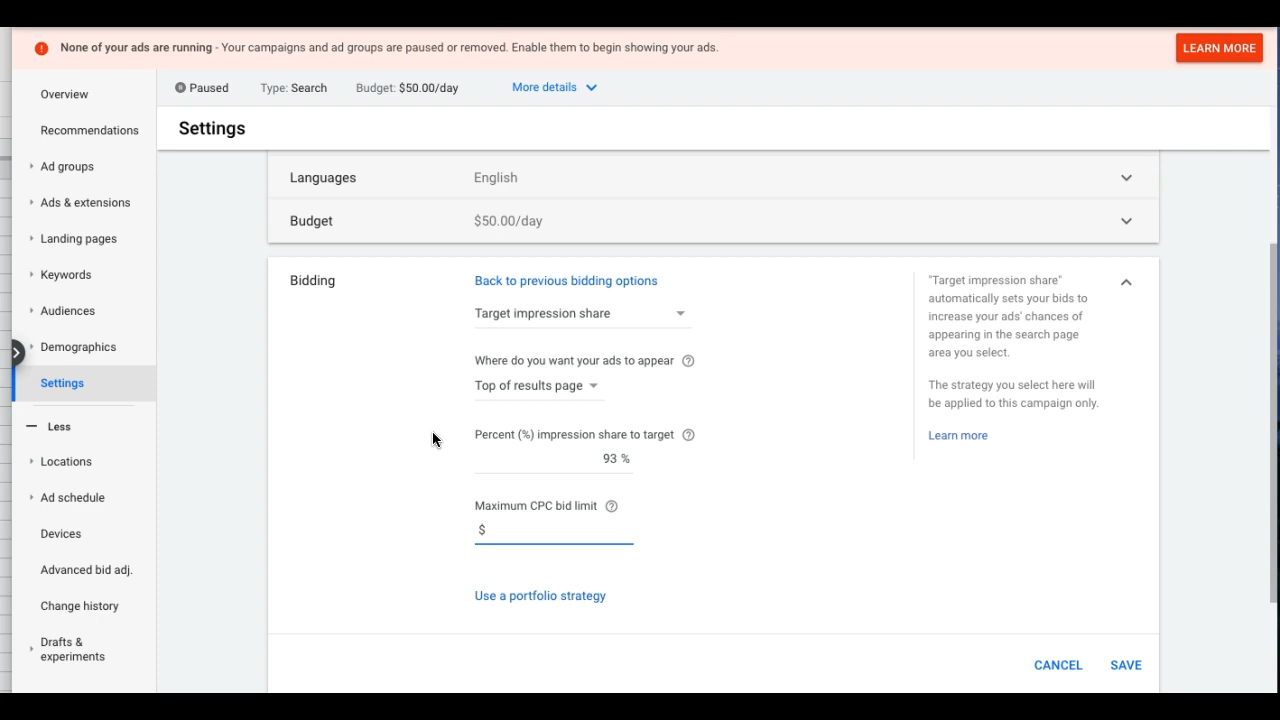 None of your ads are running - Your campaigns and ad groups are paused or removed. Enable them to begin showing your ads.
LEARN MORE
Paused Type: Search Budget: $50.00/day More details
Settings
Overview
Recommendations
Ad groups
Ads & extensions
Landing pages
Keywords
Audiences
Demographics
Settings
Less
Locations
Ad schedule
Devices
Advanced bid adj.
Change history
Drafts &
experiments
Languages English
Budget $50.00/day
Bidding
Back to previous bidding options
Target impression share
Where do you want your ads to appear
Top of results page
Percent (%) impression share to target
93 %
Maximum CPC bid limit
$
Use a portfolio strategy
"Target impression share"
automatically sets your bids to
increase your ads' chances of
appearing in the search page
area you select.
The strategy you select here will
be applied to this campaign only.
Learn more
CANCEL SAVE